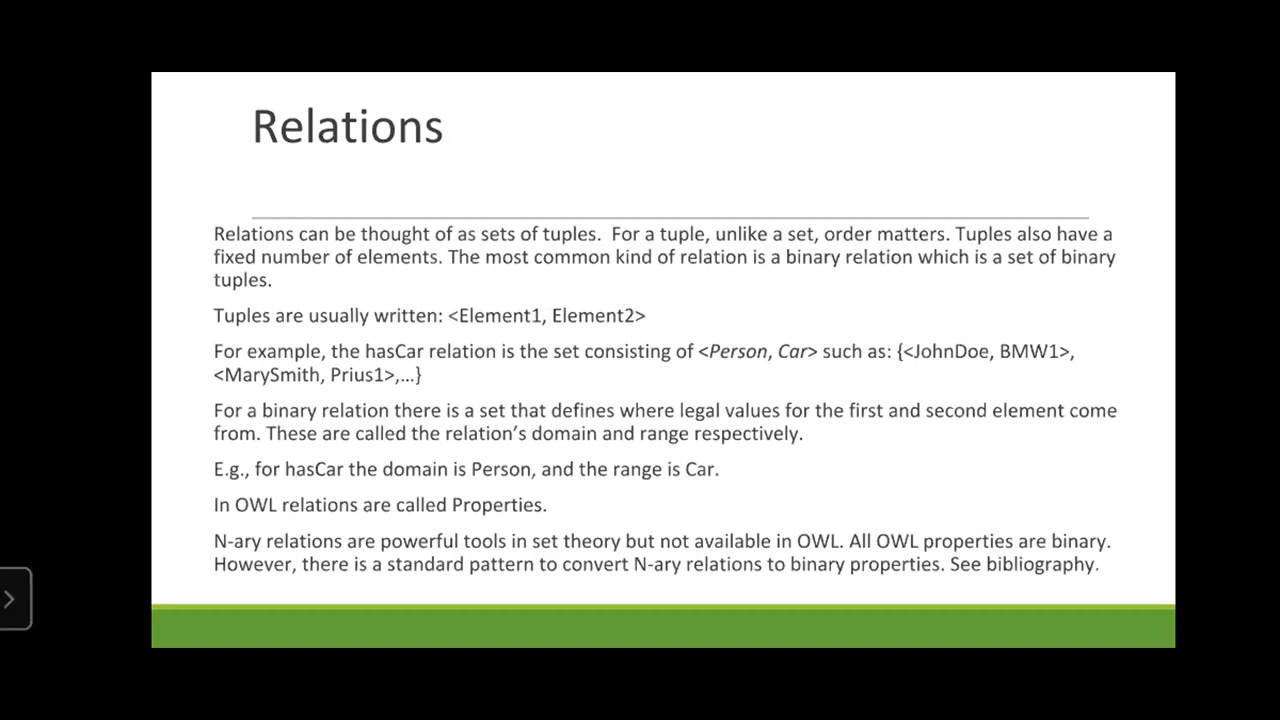 Relations
Relations can be thought of as sets of tuples.  For a tuple, unlike a set, order matters. Tuples also have a
fixed number of elements. The most common kind of relation is a binary relation which is a set of binary
tuples.
Tuples are usually written: <Element1, Element2>
For example, the hasCar relation is the set consisting of <Person, Car> such as: {<JohnDoe, BMW1>,
<MarySmith, Prius1>,...}
For a binary relation there is a set that defines where legal values for the first and second element come
from. These are called the relation's domain and range respectively.
E.g., for hasCar the domain is Person, and the range is Car.
In OWL relations are called Properties.
N-ary relations are powerful tools in set theory but not available in OWL. All OWL properties are binary.
However, there is a standard pattern to convert N-ary relations to binary properties. See bibliography.